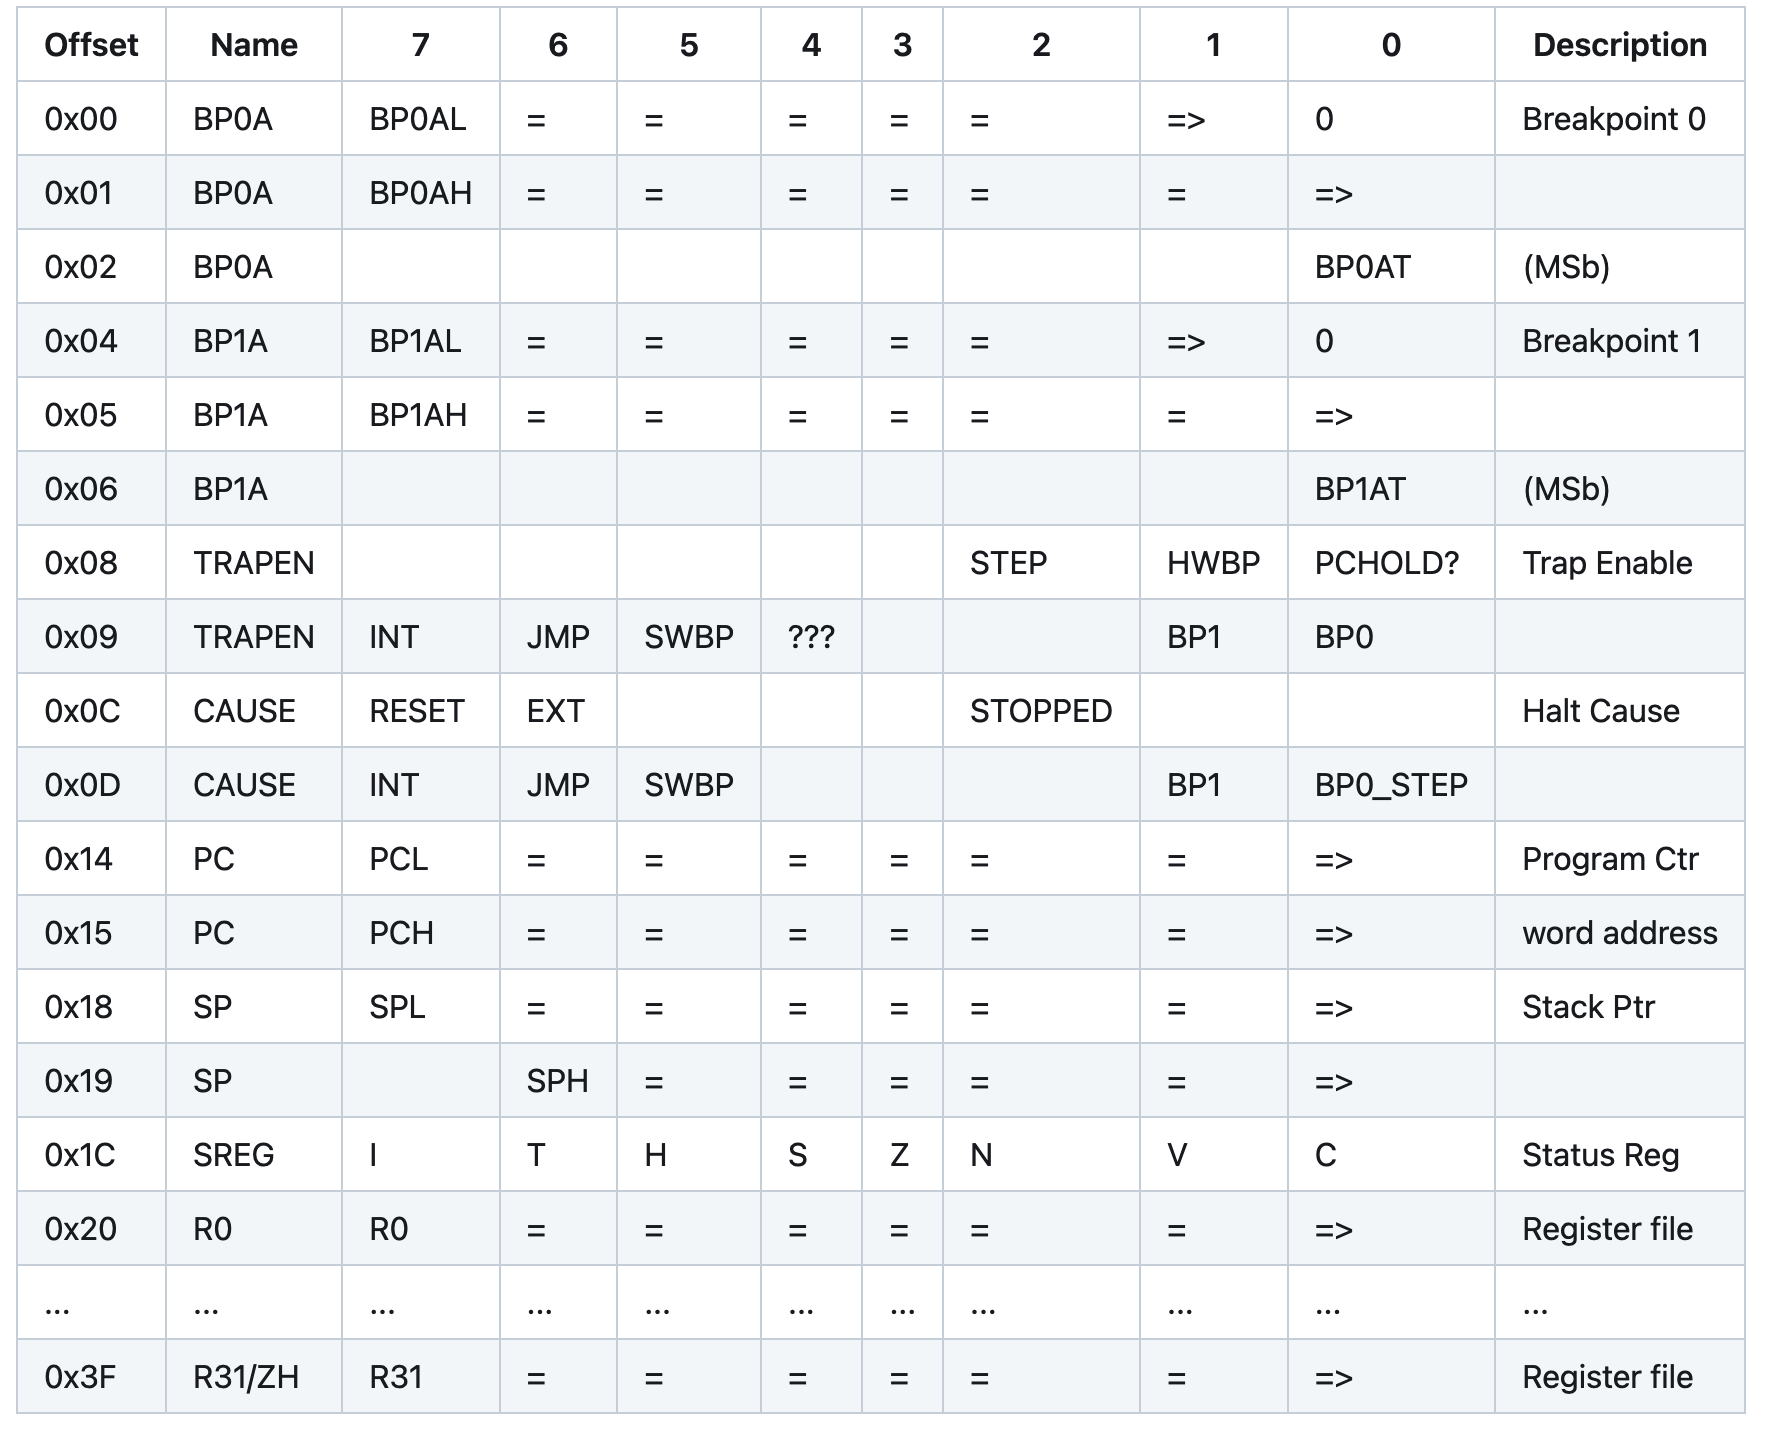 Offset Name 7 6 5 4 3 2 1 0 Description
0x00 BP0A BP0AL = = = = = => 0 Breakpoint 0
0x01 BP0A BP0AH = = = = = = =>
0x02 BP0A BP0AT (MSb)
0x04 BP1A BP1AL = = = = = => 0 Breakpoint 1
0x05 BP1A BP1AH = = = = = = =>
0x06 BP1A BP1AT (MSb)
0x08 TRAPEN STEP HWBP PCHOLD? Trap Enable
0x09 TRAPEN INT JMP SWBP ??? BP1 BP0
0x0C CAUSE RESET EXT STOPPED Halt Cause
0x0D CAUSE INT JMP SWBP BP1 BP0_STEP
0x14 PC PCL = = = = = = => Program Ctr
0x15 PC PCH = = = = = = => word address
0x18 SP SPL = = = = = = => Stack Ptr
0x19 SP SPH = = = = = =>
0x1C SREG I T H S Z N V C Status Reg
0x20 R0 R0 = = = = = = => Register file
... ... ... ... ... ... ... ... ... ... ...
0x3F R31/ZH R31 = = = = = = => Register file